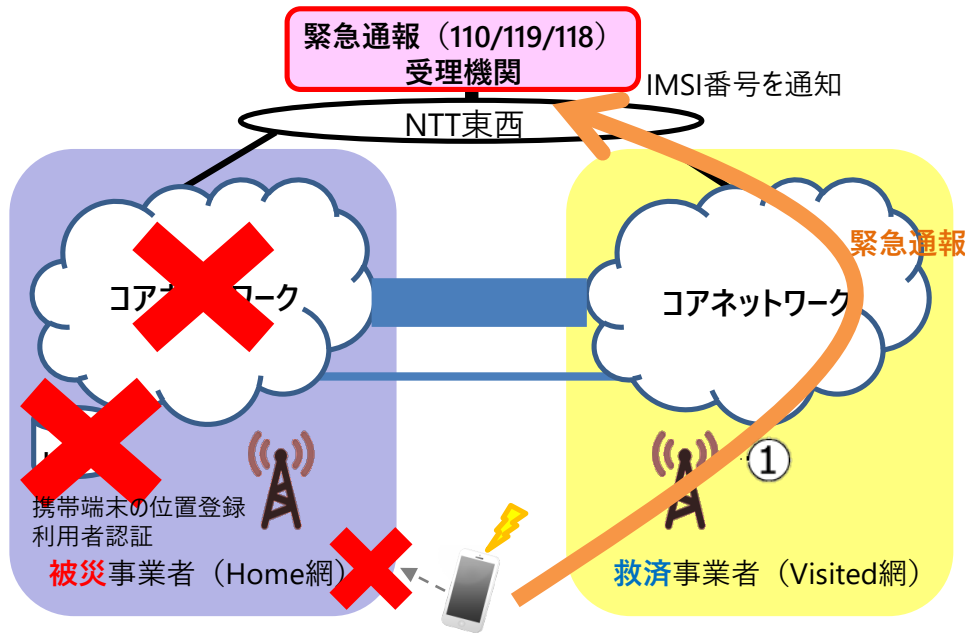 緊急通報（110/119/118）
受理機関
IMSI番号を通知
NTT東西
緊急通報
コアネットワーク
①
携帯端末の位置登録
利用者認証
被災事業者（Home網）
救済事業者（Visited網）